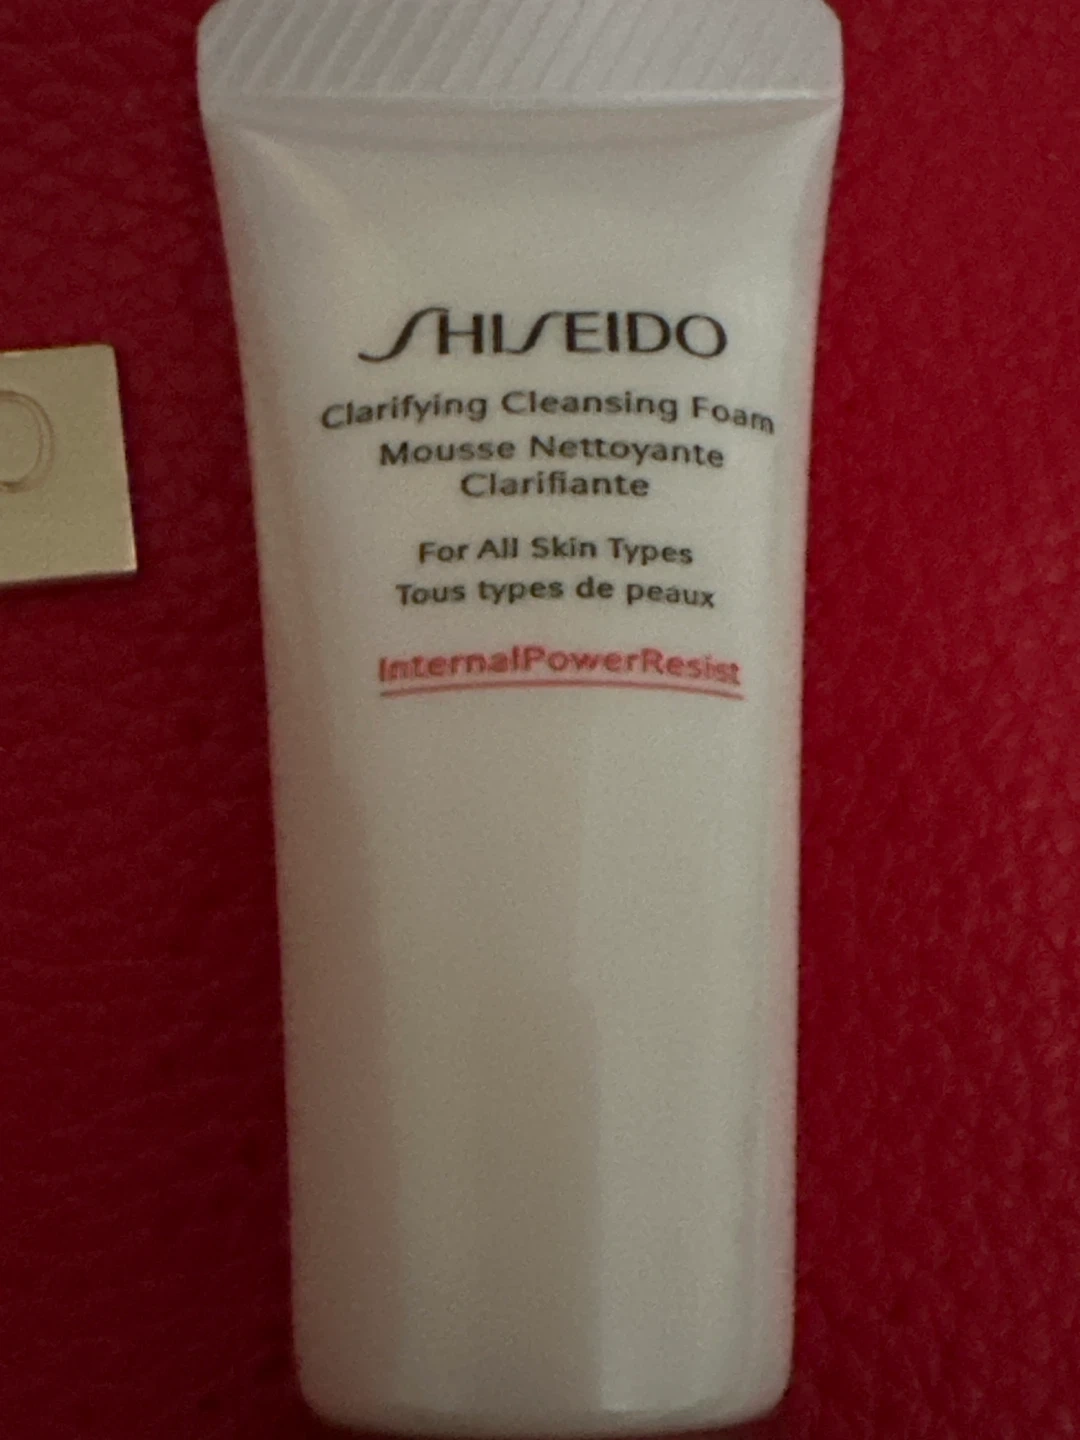 SHISEIDO
Clarifying Cleansing Foam
Mousse Nettoyante
Clarifiante
For All Skin Types
Tous types de peaux
InternalPowerResist